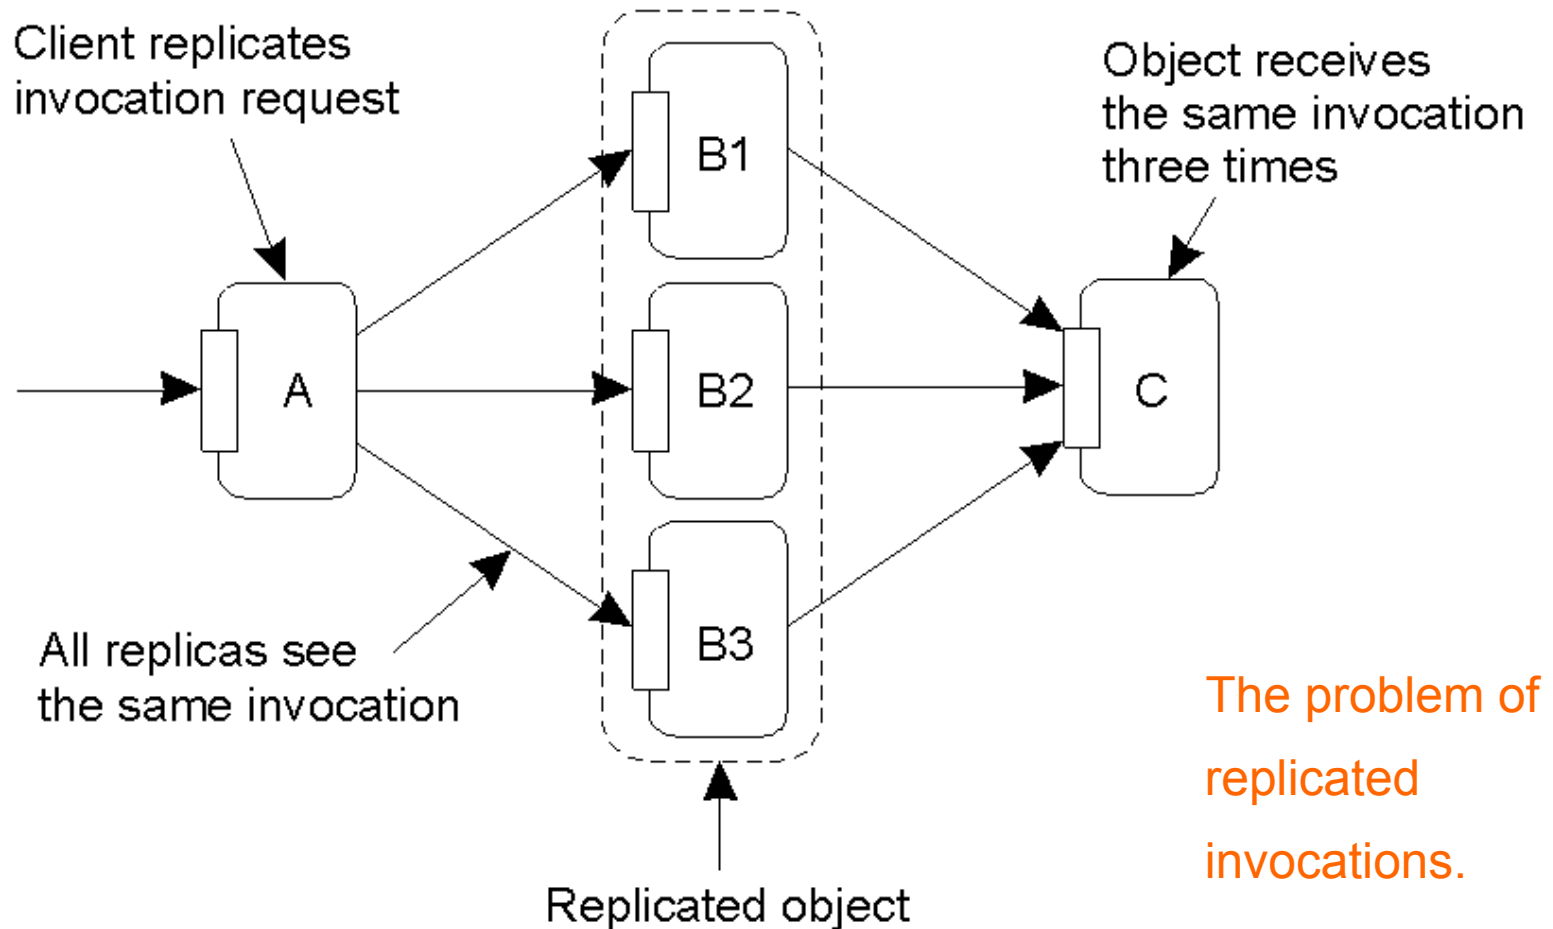 Client replicates
invocation request
Object receives
the same invocation
three times
B1
A
B2
C
B3
All replicas see
the same invocation
Replicated object
The problem of
replicated
invocations.